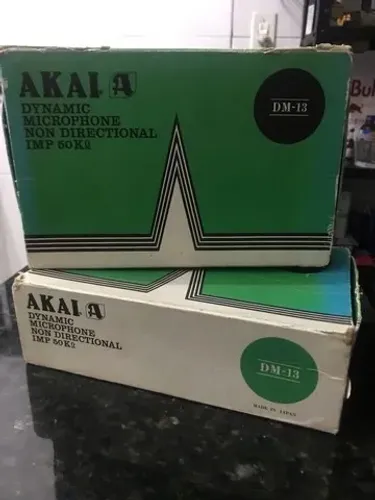 AKAI A
DYNAMIC
MICROPHONE
NON DIRECTIONAL
IMP 50KΩ
DM-13
Bul
AKAI A
DYNAMIC
MICROPHONE
NON DIRECTIONAL
IMP 50KΩ
DM-13
MADE IN JAPAN